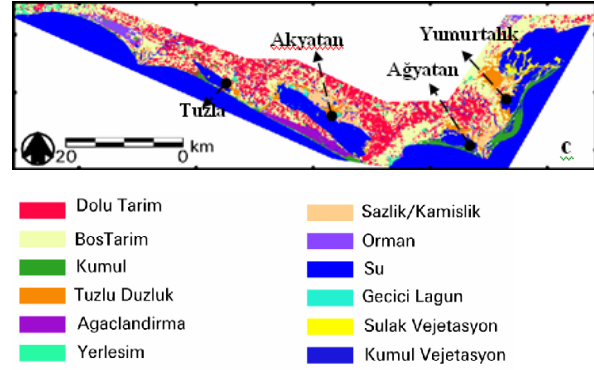 Yumurtalık
Akyatan
Ağyatan
Tuzla
20 0 km
c
Dolu Tarim
BosTarim
Kumul
Tuzlu Duzluk
Agaclandirma
Yerlesim
Sazlik/Kamislik
Orman
Su
Gecici Lagun
Sulak Vejetasyon
Kumul Vejetasyon